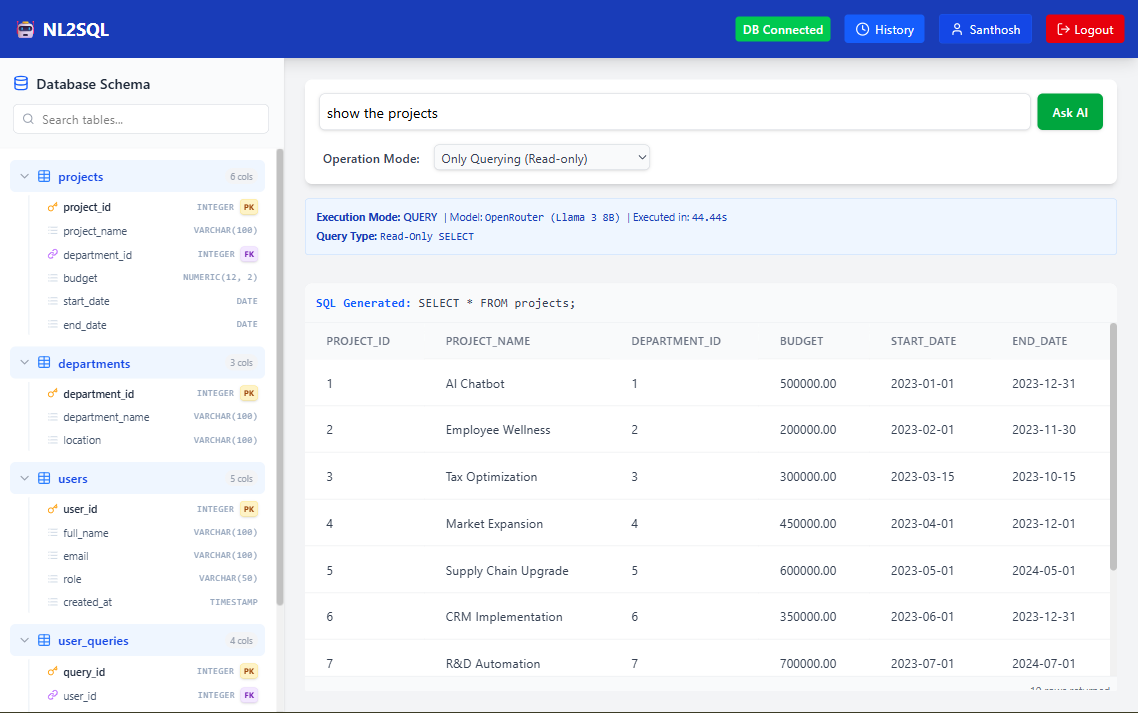 NL2SQL
DB Connected
History
Santhosh
Logout
Database Schema
Search tables...
projects 6 cols
project_id INTEGER PK
project_name VARCHAR(100)
department_id INTEGER FK
budget NUMERIC(12, 2)
start_date DATE
end_date DATE
departments 3 cols
department_id INTEGER PK
department_name VARCHAR(100)
location VARCHAR(100)
users 5 cols
user_id INTEGER PK
full_name VARCHAR(100)
email VARCHAR(100)
role VARCHAR(50)
created_at TIMESTAMP
user_queries 4 cols
query_id INTEGER PK
user_id INTEGER FK
show the projects
Ask AI
Operation Mode: Only Querying (Read-only)
Execution Mode: QUERY | Model: OpenRouter (Llama 3 8B) | Executed in: 44.44s
Query Type: Read-Only SELECT
SQL Generated: SELECT * FROM projects;
PROJECT_ID PROJECT_NAME DEPARTMENT_ID BUDGET START_DATE END_DATE
1 AI Chatbot 1 500000.00 2023-01-01 2023-12-31
2 Employee Wellness 2 200000.00 2023-02-01 2023-11-30
3 Tax Optimization 3 300000.00 2023-03-15 2023-10-15
4 Market Expansion 4 450000.00 2023-04-01 2023-12-01
5 Supply Chain Upgrade 5 600000.00 2023-05-01 2024-05-01
6 CRM Implementation 6 350000.00 2023-06-01 2023-12-31
7 R&D Automation 7 700000.00 2023-07-01 2024-07-01
rows returned